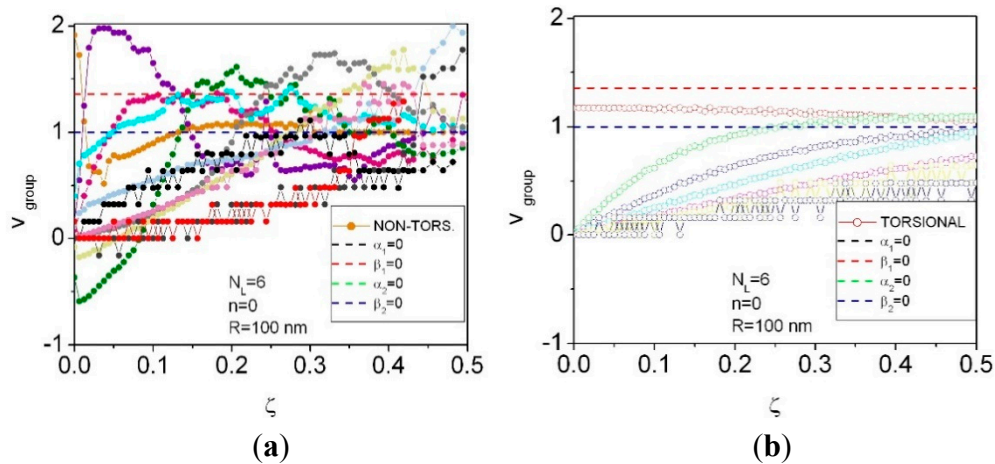 2
1
0
-1
V group
0.0 0.1 0.2 0.3 0.4 0.5
ζ
NON-TORS.
α1=0
β1=0
α2=0
β2=0
NL=6
n=0
R=100 nm
(a)
2
1
0
-1
V group
0.0 0.1 0.2 0.3 0.4 0.5
ζ
TORSIONAL
α1=0
β1=0
α2=0
β2=0
NL=6
n=0
R=100 nm
(b)